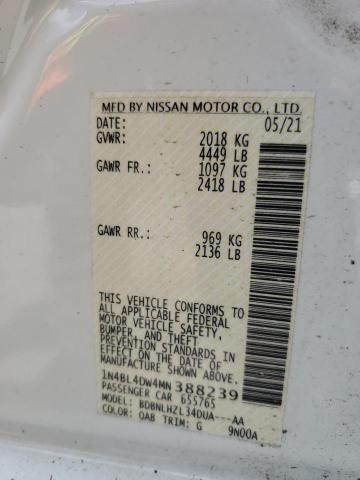 MFD BY NISSAN MOTOR CO., LTD.
DATE: 05/21
GVWR: 2018 KG
4449 LB
GAWR FR.: 1097 KG
2418 LB
GAWR RR.: 969 KG
2136 LB
THIS VEHICLE CONFORMS TO
ALL APPLICABLE FEDERAL
MOTOR VEHICLE SAFETY,
BUMPER, AND THEFT
PREVENTION STANDARDS IN
EFFECT ON THE DATE OF
MANUFACTURE SHOWN ABOVE.
1N4BL4DW4MN 388239
PASSENGER CAR 655765
MODEL: BDBNLHZL34DUA---AA
COLOR: QAB TRIM: G 9N00A